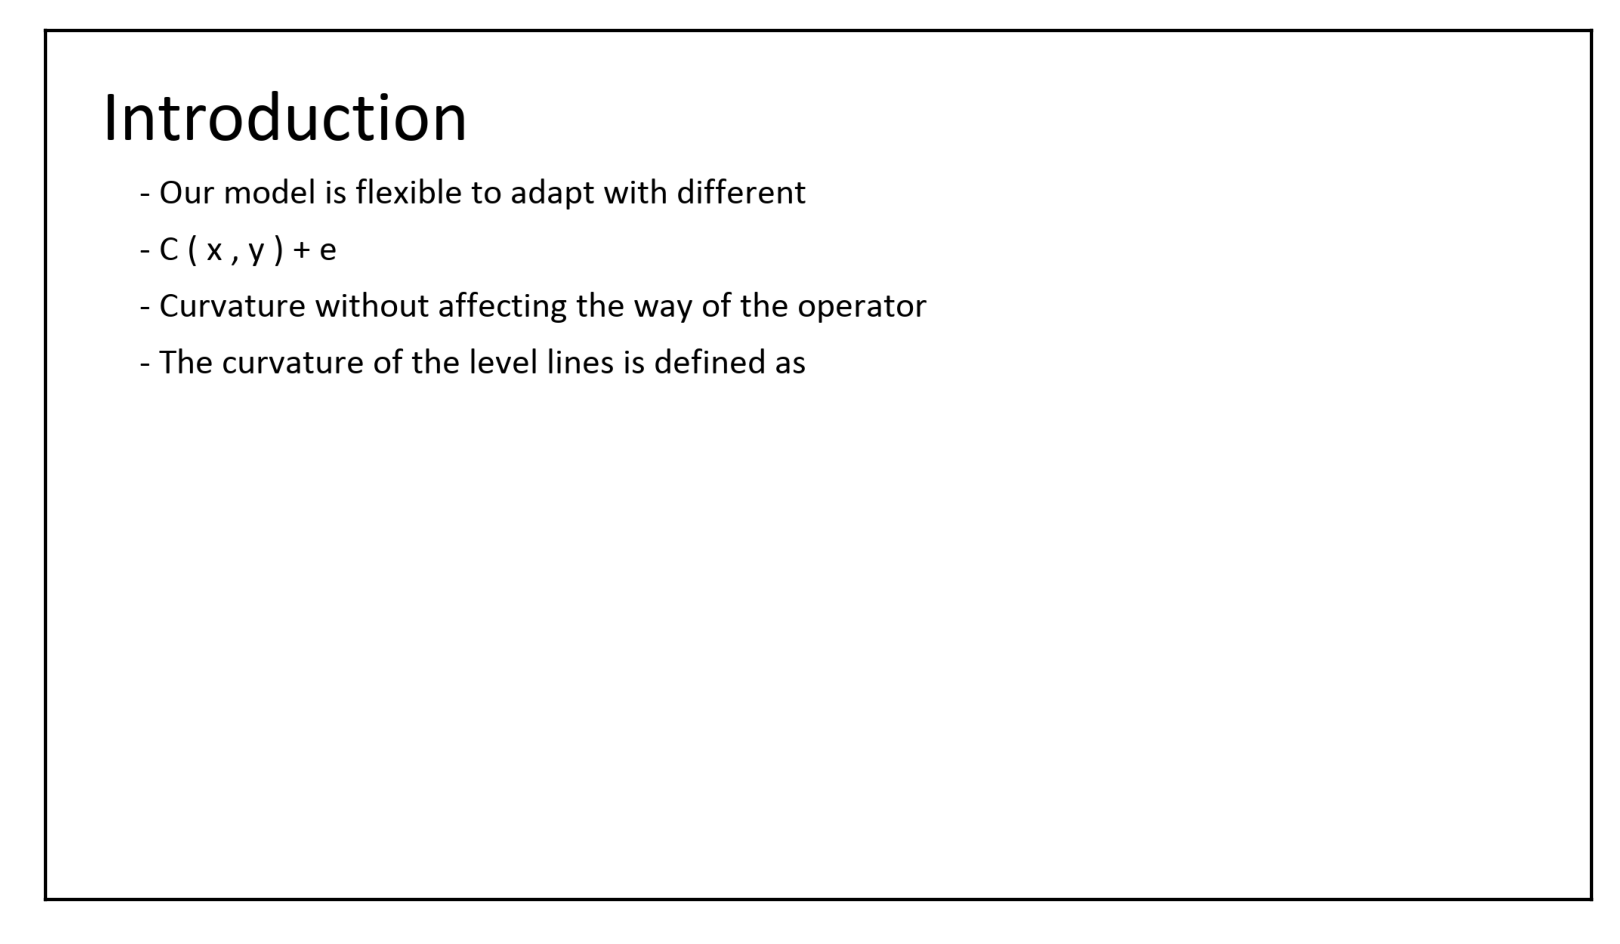 Introduction
- Our model is flexible to adapt with different
- C ( x , y ) + e
- Curvature without affecting the way of the operator
- The curvature of the level lines is defined as